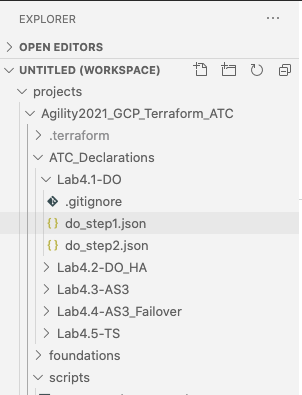 EXPLORER
OPEN EDITORS
UNTITLED (WORKSPACE)
projects
Agility2021_GCP_Terraform_ATC
.terraform
ATC_Declarations
Lab4.1-DO
.gitignore
{} do_step1.json
{} do_step2.json
Lab4.2-DO_HA
Lab4.3-AS3
Lab4.4-AS3_Failover
Lab4.5-TS
foundations
scripts